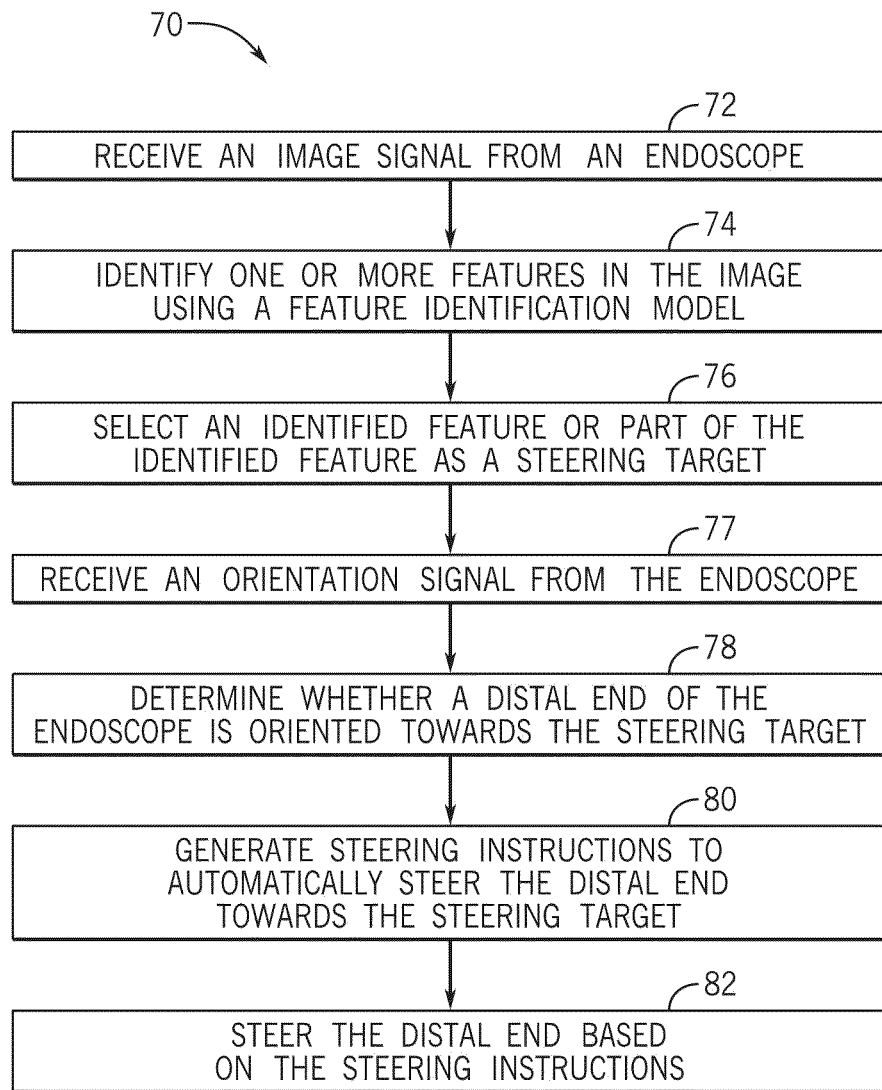 70
72
RECEIVE AN IMAGE SIGNAL FROM AN ENDOSCOPE
74
IDENTIFY ONE OR MORE FEATURES IN THE IMAGE
USING A FEATURE IDENTIFICATION MODEL
76
SELECT AN IDENTIFIED FEATURE OR PART OF THE
IDENTIFIED FEATURE AS A STEERING TARGET
77
RECEIVE AN ORIENTATION SIGNAL FROM THE ENDOSCOPE
78
DETERMINE WHETHER A DISTAL END OF THE
ENDOSCOPE IS ORIENTED TOWARDS THE STEERING TARGET
80
GENERATE STEERING INSTRUCTIONS TO
AUTOMATICALLY STEER THE DISTAL END
TOWARDS THE STEERING TARGET
82
STEER THE DISTAL END BASED
ON THE STEERING INSTRUCTIONS